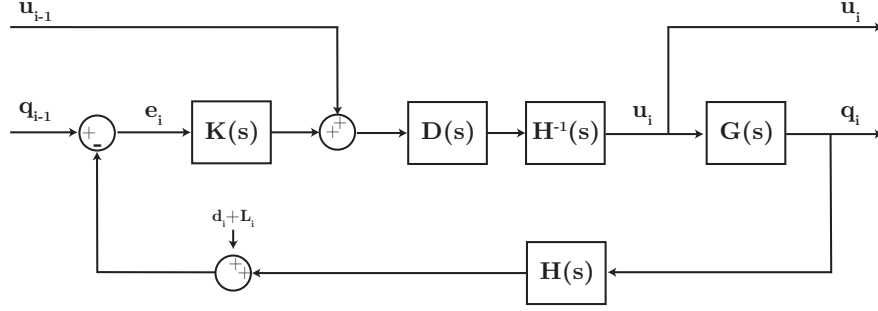 u_{i-1}
u_i
q_{i-1}
+
-
e_i
K(s)
+
+
D(s)
H^{-1}(s)
u_i
G(s)
q_i
d_i+L_i
+
+
H(s)